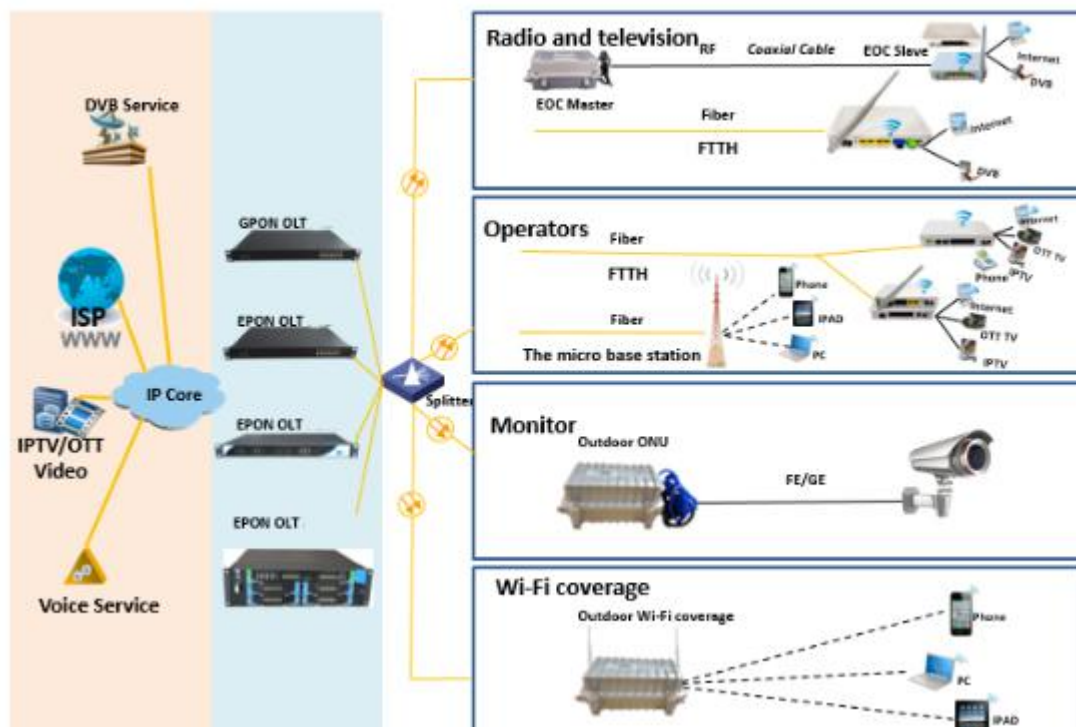 DVB Service
ISP
WWW
IP Core
IPTV/OTT
Video
Voice Service
GPON OLT
EPON OLT
EPON OLT
EPON OLT
Splitter
Radio and television
RF
Coaxial Cable
EOC Slave
EOC Master
Internet
DVB
Fiber
FTTH
Internet
DVB
Operators
Fiber
FTTH
Internet
OTT TV
IPTV
Phone
Internet
OTT TV
IPTV
Fiber
The micro base station
Phone
IPAD
PC
Monitor
Outdoor ONU
FE/GE
Wi-Fi coverage
Outdoor Wi-Fi coverage
Phone
PC
IPAD